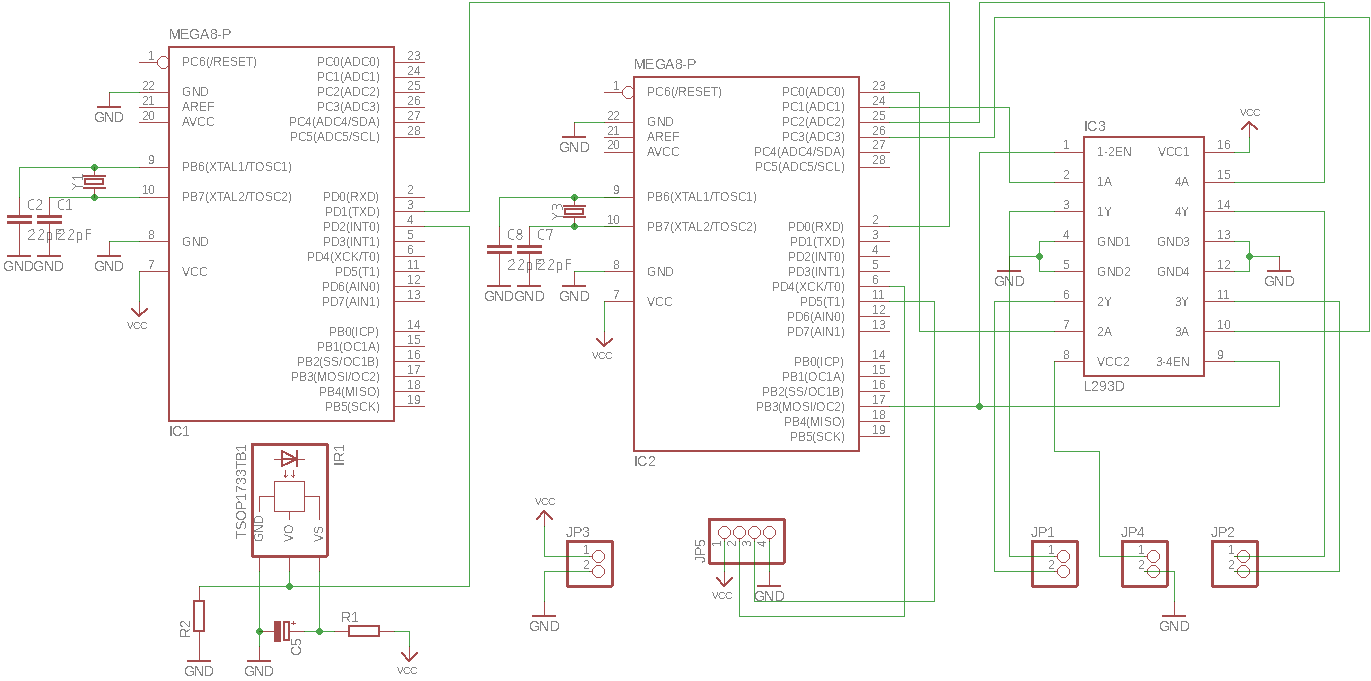 MEGA8-P
1 PC6(/RESET) PC0(ADC0) 23
PC1(ADC1) 24
22 GND PC2(ADC2) 25
21 AREF PC3(ADC3) 26
20 AVCC PC4(ADC4/SDA) 27
PC5(ADC5/SCL) 28
GND
9 PB6(XTAL1/TOSC1)
Y1
10 PB7(XTAL2/TOSC2) PD0(RXD) 2
PD1(TXD) 3
PD2(INT0) 4
C2 C1
22pF 22pF
8 GND PD3(INT1) 5
PD4(XCK/T0) 6
GND GND GND
7 VCC PD5(T1) 11
PD6(AIN0) 12
PD7(AIN1) 13
VCC
PB0(ICP) 14
PB1(OC1A) 15
PB2(SS/OC1B) 16
PB3(MOSI/OC2) 17
PB4(MISO) 18
PB5(SCK) 19
IC1
MEGA8-P
1 PC6(/RESET) PC0(ADC0) 23
PC1(ADC1) 24
22 GND PC2(ADC2) 25
21 AREF PC3(ADC3) 26
20 AVCC PC4(ADC4/SDA) 27
PC5(ADC5/SCL) 28
GND
9 PB6(XTAL1/TOSC1)
Y3
10 PB7(XTAL2/TOSC2) PD0(RXD) 2
PD1(TXD) 3
PD2(INT0) 4
C8 C7
22pF 22pF
8 GND PD3(INT1) 5
PD4(XCK/T0) 6
GND GND GND
7 VCC PD5(T1) 11
PD6(AIN0) 12
PD7(AIN1) 13
VCC
PB0(ICP) 14
PB1(OC1A) 15
PB2(SS/OC1B) 16
PB3(MOSI/OC2) 17
PB4(MISO) 18
PB5(SCK) 19
IC2
VCC
IC3
1 1-2EN VCC1 16
2 1A 4A 15
3 1Y 4Y 14
4 GND1 GND3 13
5 GND2 GND4 12
GND GND
6 2Y 3Y 11
7 2A 3A 10
8 VCC2 3-4EN 9
L293D
TSOP1733TB1
IR1
GND VO VS
R2
C5
+
R1
GND GND VCC
VCC
JP3
1
2
GND
JP5
1 2 3 4
VCC GND
JP1
1
2
JP4
1
2
GND
JP2
1
2